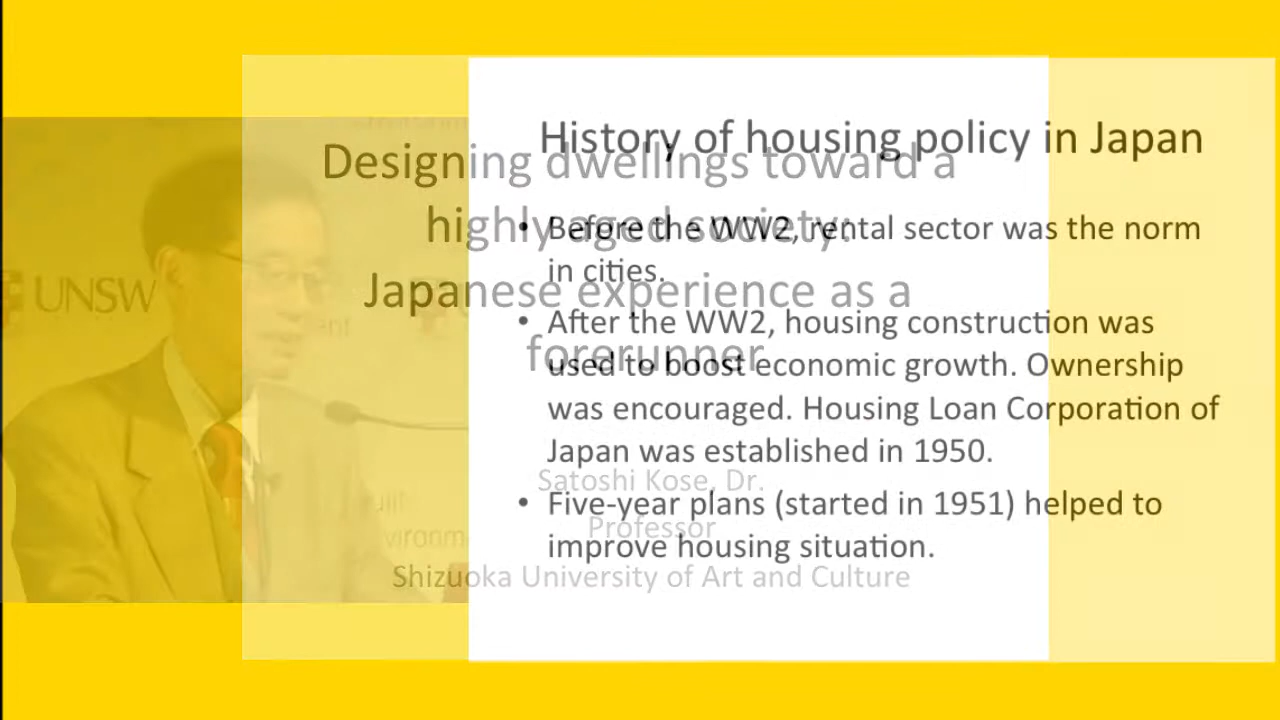 Designing dwellings toward a
highly aged society:
Japanese experience as a
forerunner
Satoshi Kose, Dr.
Professor
Shizuoka University of Art and Culture
History of housing policy in Japan
• Before the WW2, rental sector was the norm
in cities.
• After the WW2, housing construction was
used to boost economic growth. Ownership
was encouraged. Housing Loan Corporation of
Japan was established in 1950.
• Five-year plans (started in 1951) helped to
improve housing situation.
UNSW